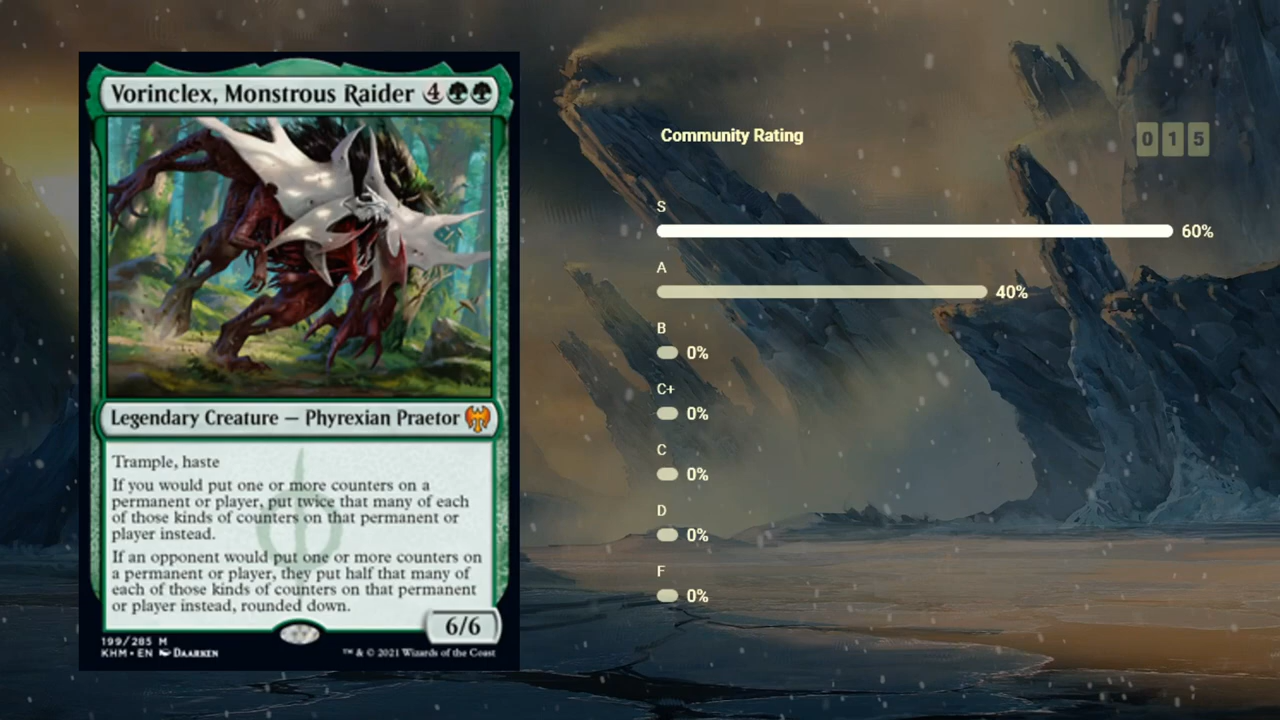 Vorinclex, Monstrous Raider 4
Legendary Creature — Phyrexian Praetor
Trample, haste
If you would put one or more counters on a
permanent or player, put twice that many of each
of those kinds of counters on that permanent or
player instead.
If an opponent would put one or more counters on
a permanent or player, they put half that many of
each of those kinds of counters on that permanent
or player instead, rounded down.
6/6
199/285 M
KHM • EN Daarken
™ & © 2021 Wizards of the Coast
Community Rating
015
S
60%
A
40%
B
0%
C+
0%
C
0%
D
0%
F
0%